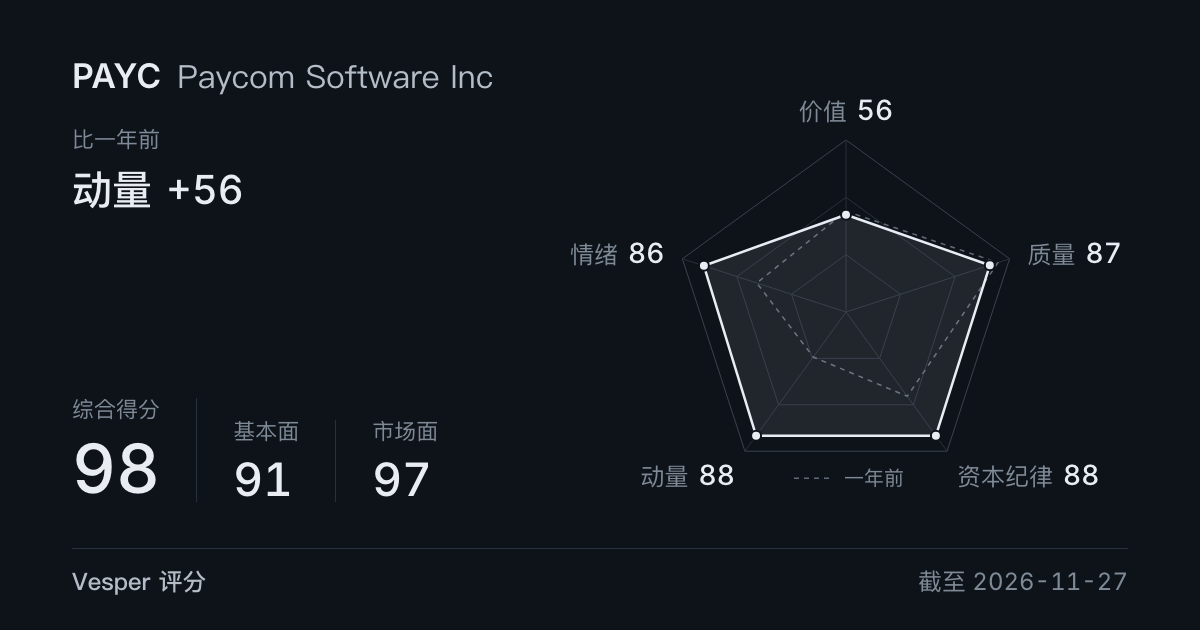 PAYC Paycom Software Inc
比一年前
动量 +56
价值 56
情绪 86
质量 87
动量 88
一年前
资本纪律 88
综合得分
98
基本面
91
市场面
97
Vesper 评分
截至 2026-11-27